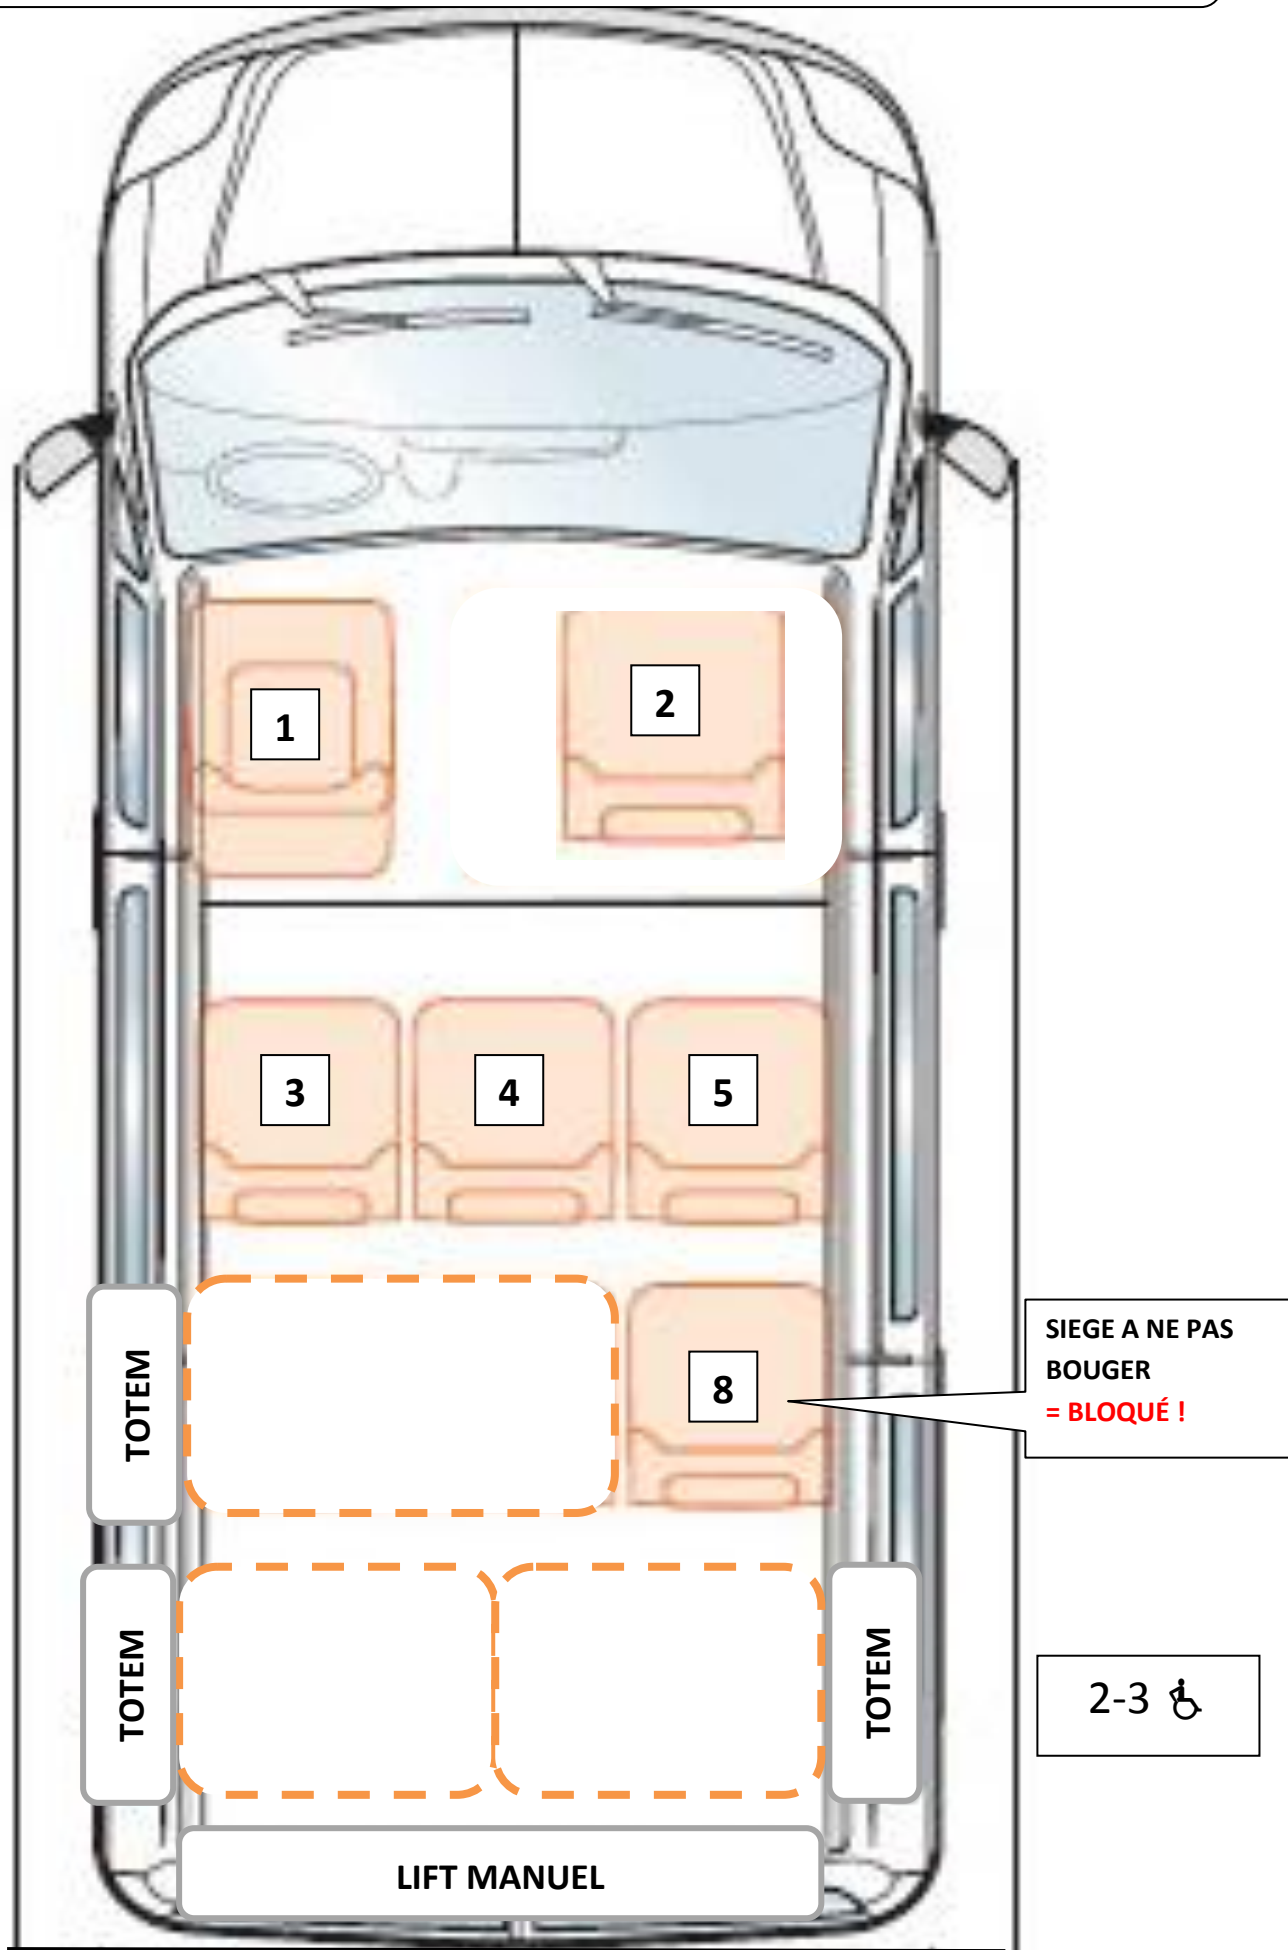 1
2
3
4
5
8
SIEGE A NE PAS
BOUGER
= BLOQUÉ !
TOTEM
TOTEM
TOTEM
2-3
LIFT MANUEL